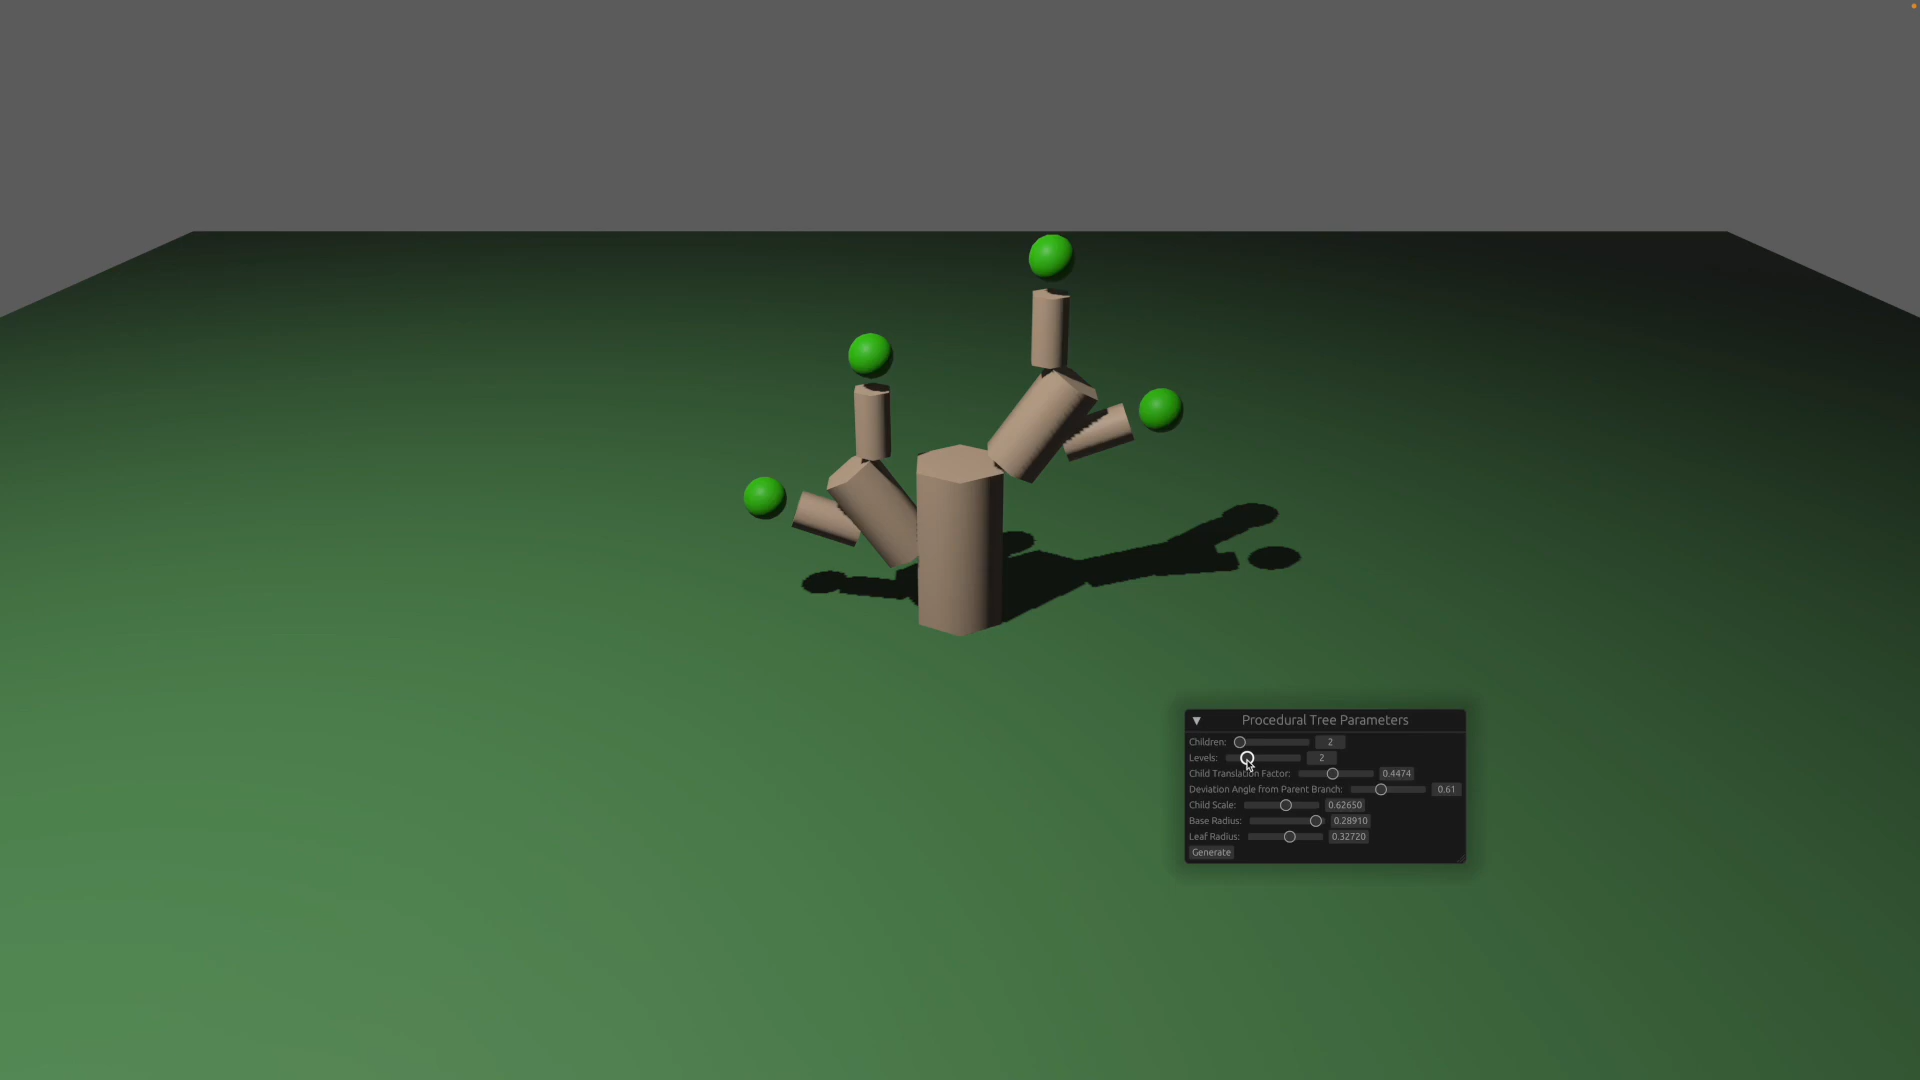 Procedural Tree Parameters
Children: 2
Levels: 2
Child Translation Factor: 0.4474
Deviation Angle from Parent Branch: 0.61
Child Scale: 0.62650
Base Radius: 0.28910
Leaf Radius: 0.32720
Generate